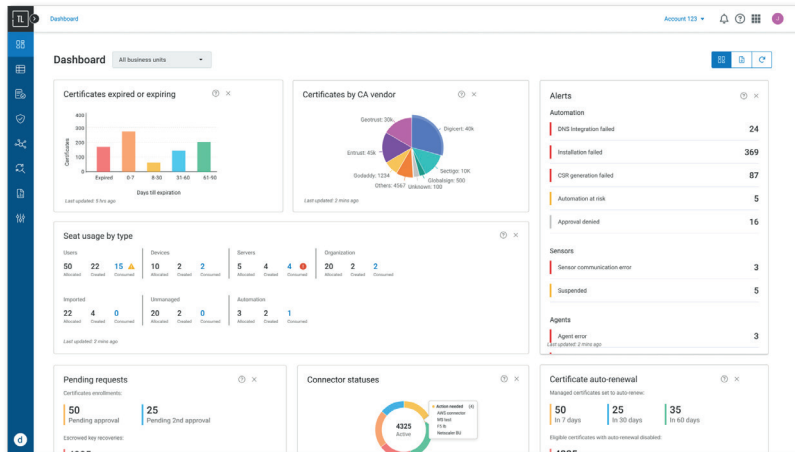 TL
Dashboard
Account 123
J
Dashboard
All business units
Certificates expired or expiring
400
300
200
100
0
Certificates
Expired 0-7 8-30 31-60 61-90
Days till expiration
Last updated: 5 hrs ago
Certificates by CA vendor
Geotrust: 30k
Digicert: 40k
Entrust: 45k
Sectigo: 10K
Godaddy: 1234
Globalsign: 500
Others: 4567
Unknown: 100
Last updated: 2 mins ago
Alerts
Automation
DNS Integration failed 24
Installation failed 369
CSR generation failed 87
Automation at risk 5
Approval denied 16
Sensors
Sensor communication error 3
Suspended 5
Agents
Agent error 3
Last updated: 2 mins ago
Seat usage by type
Users Devices Servers Organization
50 22 15 10 2 2 5 4 4 20 2 2
Allocated Created Consumed Allocated Created Consumed Allocated Created Consumed Allocated Created Consumed
Imported Unmanaged Automation
22 4 0 20 2 0 3 2 1
Allocated Created Consumed Allocated Created Consumed Allocated Created Consumed
Last updated: 2 mins ago
Pending requests
Certificates enrollments:
50 25
Pending approval Pending 2nd approval
Escrowed key recoveries:
Connector statuses
4325
Active
Action needed (4)
AWS connector
MS test
F5 lb
Netscaler BU
Certificate auto-renewal
Managed certificates set to auto-renew:
50 25 35
In 7 days In 30 days In 60 days
Eligible certificates with auto-renewal disabled:
d